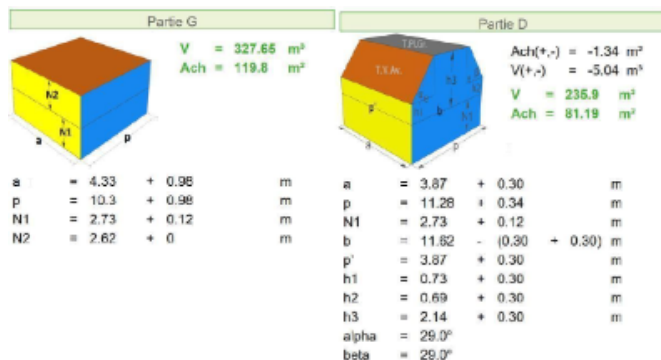 Partie G
V = 327.65 m³
Ach = 119.8 m²
N2
N1
a
p
a = 4.33 + 0.98 m
p = 10.3 + 0.98 m
N1 = 2.73 + 0.12 m
N2 = 2.62 + 0 m
Partie D
Ach(+,-) = -1.34 m²
V(+,-) = -5.04 m³
V = 235.9 m³
Ach = 81.19 m²
T.V.Av.
h3
p'
b
N1
a
p
a = 3.87 + 0.30 m
p = 11.28 + 0.34 m
N1 = 2.73 + 0.12 m
b = 11.62 - (0.30 + 0.30) m
p' = 3.87 + 0.30 m
h1 = 0.73 + 0.30 m
h2 = 0.69 + 0.30 m
h3 = 2.14 + 0.30 m
alpha = 29.0°
beta = 29.0°